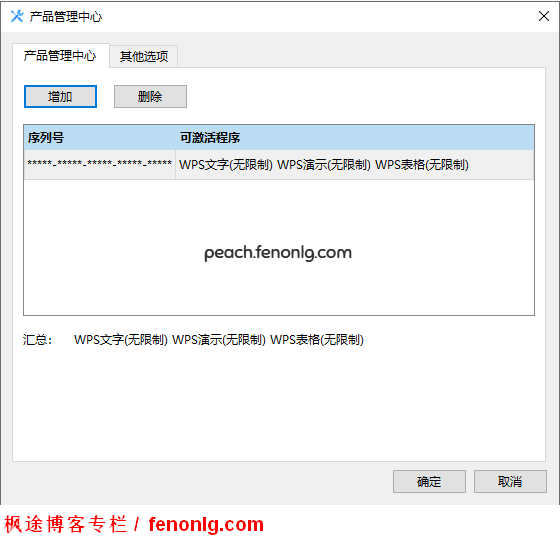 产品管理中心
产品管理中心 其他选项
增加 删除
序列号 可激活程序
*****-*****-*****-*****-***** WPS文字(无限制) WPS演示(无限制) WPS表格(无限制)
peach.fenonlg.com
汇总： WPS文字(无限制) WPS演示(无限制) WPS表格(无限制)
确定 取消
枫途博客专栏 / fenonlg.com